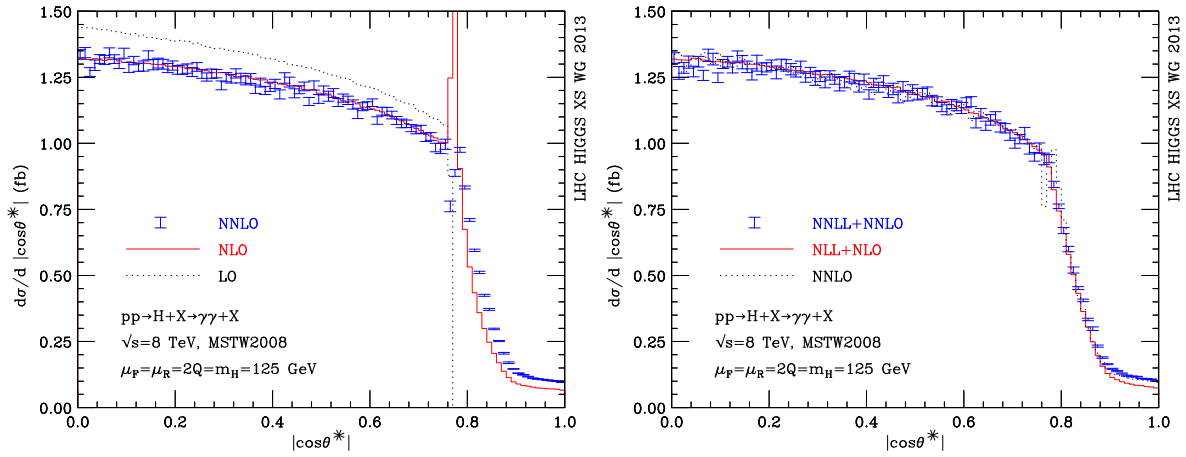 1.50
1.25
1.00
0.75
0.50
0.25
0.00
dσ/d |cosθ*| (fb)
NNLO
NLO
LO
pp→H+X→γγ+X
√s=8 TeV, MSTW2008
μF=μR=2Q=mH=125 GeV
0.0 0.2 0.4 0.6 0.8 1.0
|cosθ*|
LHC HIGGS XS WG 2013
1.50
1.25
1.00
0.75
0.50
0.25
0.00
dσ/d |cosθ*| (fb)
NNLL+NNLO
NLL+NLO
NNLO
pp→H+X→γγ+X
√s=8 TeV, MSTW2008
μF=μR=2Q=mH=125 GeV
0.0 0.2 0.4 0.6 0.8 1.0
|cosθ*|
LHC HIGGS XS WG 2013